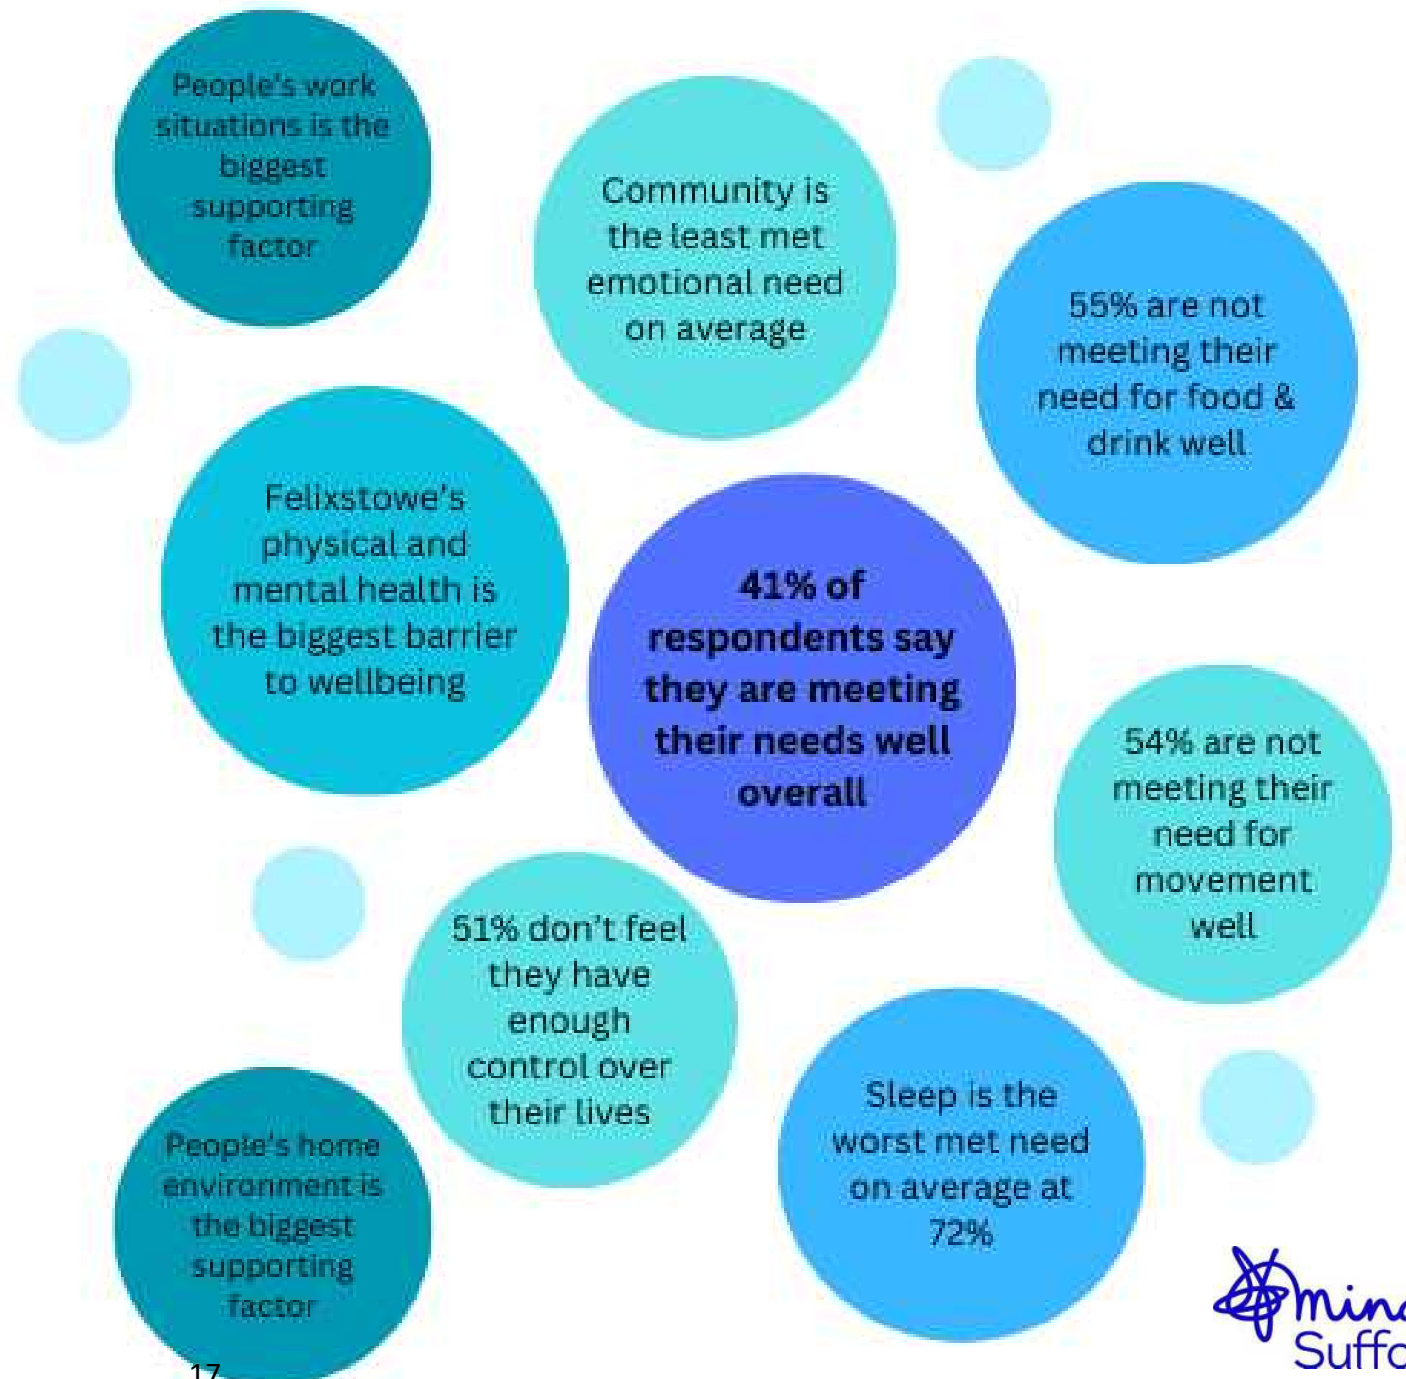 People's work
situations is the
biggest
supporting
factor
Community is
the least met
emotional need
on average
55% are not
meeting their
need for food &
drink well
Felixstowe's
physical and
mental health is
the biggest barrier
to wellbeing
41% of
respondents say
they are meeting
their needs well
overall
54% are not
meeting their
need for
movement
well
51% don't feel
they have
enough
control over
their lives
Sleep is the
worst met need
on average at
72%
People's home
environment is
the biggest
supporting
factor
17